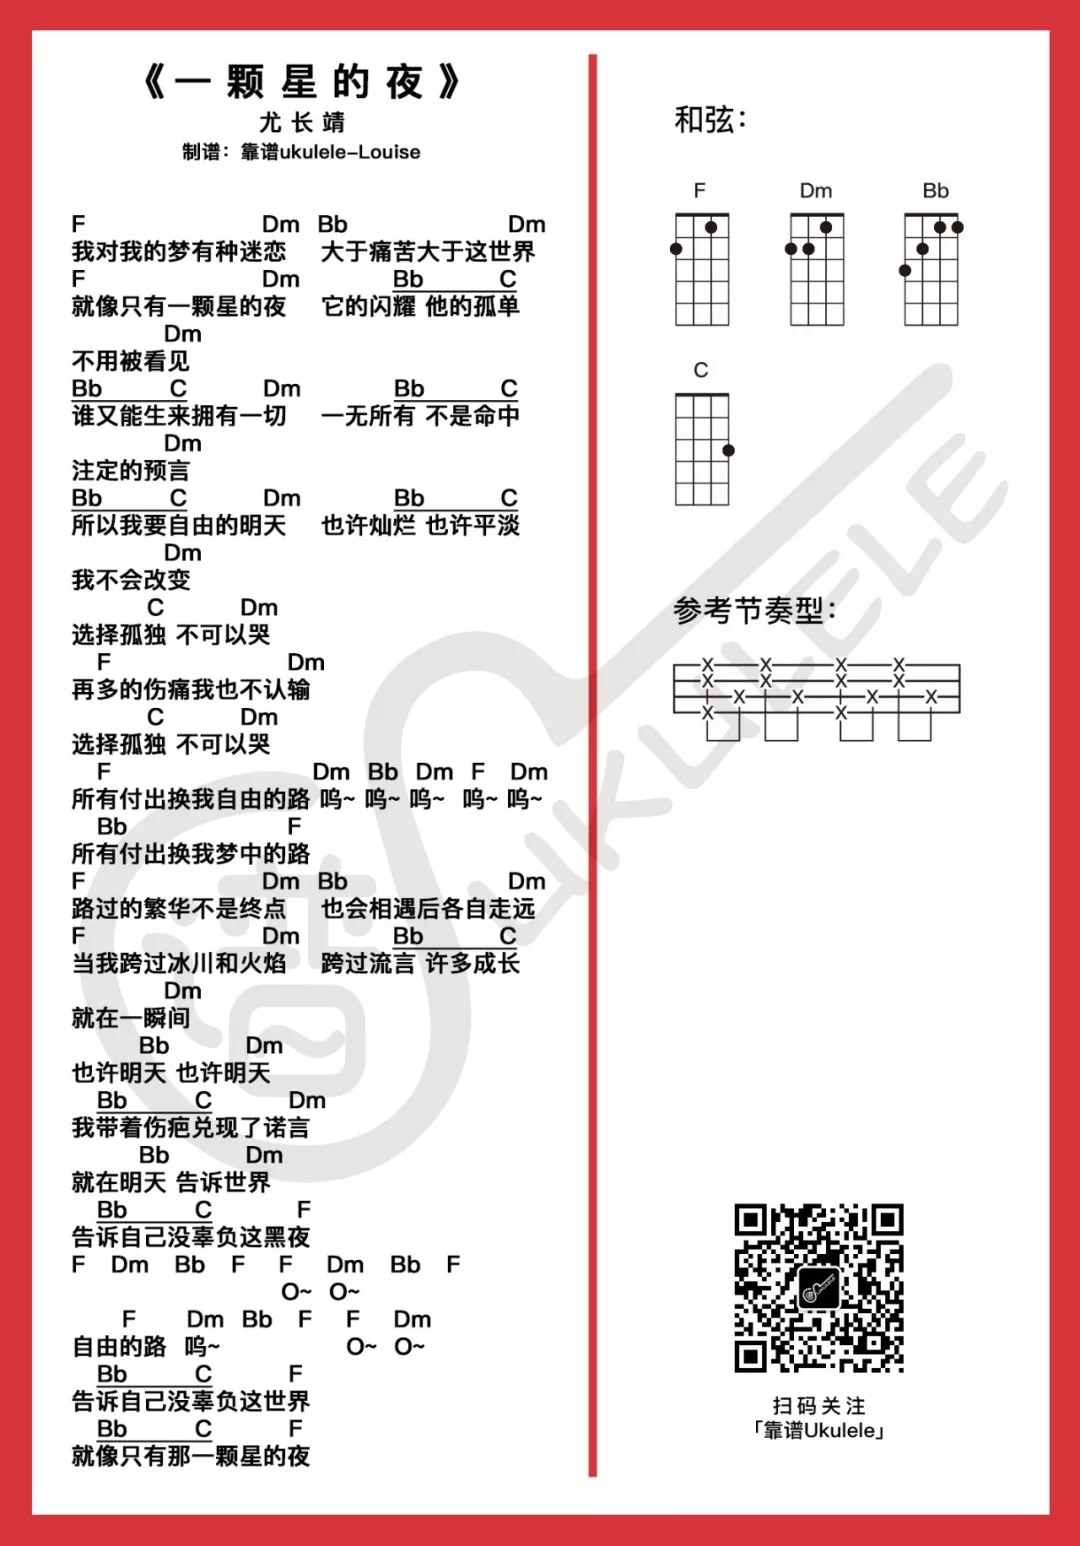 《一颗星的夜》
尤长靖
制谱：靠谱ukulele-Louise
F Dm Bb Dm
我对我的梦有种迷恋 大于痛苦大于这世界
F Dm Bb C
就像只有一颗星的夜 它的闪耀 他的孤单
Dm
不用被看见
Bb C Dm Bb C
谁又能生来拥有一切 一无所有 不是命中
Dm
注定的预言
Bb C Dm Bb C
所以我要自由的明天 也许灿烂 也许平淡
Dm
我不会改变
C Dm
选择孤独 不可以哭
F Dm
再多的伤痛我也不认输
C Dm
选择孤独 不可以哭
F Dm Bb Dm F Dm
所有付出换我自由的路 呜~ 呜~ 呜~ 呜~ 呜~
Bb F
所有付出换我梦中的路
F Dm Bb Dm
路过的繁华不是终点 也会相遇后各自走远
F Dm Bb C
当我跨过冰川和火焰 跨过流言 许多成长
Dm
就在一瞬间
Bb Dm
也许明天 也许明天
Bb C Dm
我带着伤疤兑现了诺言
Bb Dm
就在明天 告诉世界
Bb C F
告诉自己没辜负这黑夜
F Dm Bb F F Dm Bb F
O~ O~
F Dm Bb F F Dm
自由的路 呜~ O~ O~
Bb C F
告诉自己没辜负这世界
Bb C F
就像只有那一颗星的夜
和弦：
F Dm Bb
C
参考节奏型：
X X X X
X X X X
X X X X
X X
UKULELE
扫码关注
「靠谱Ukulele」